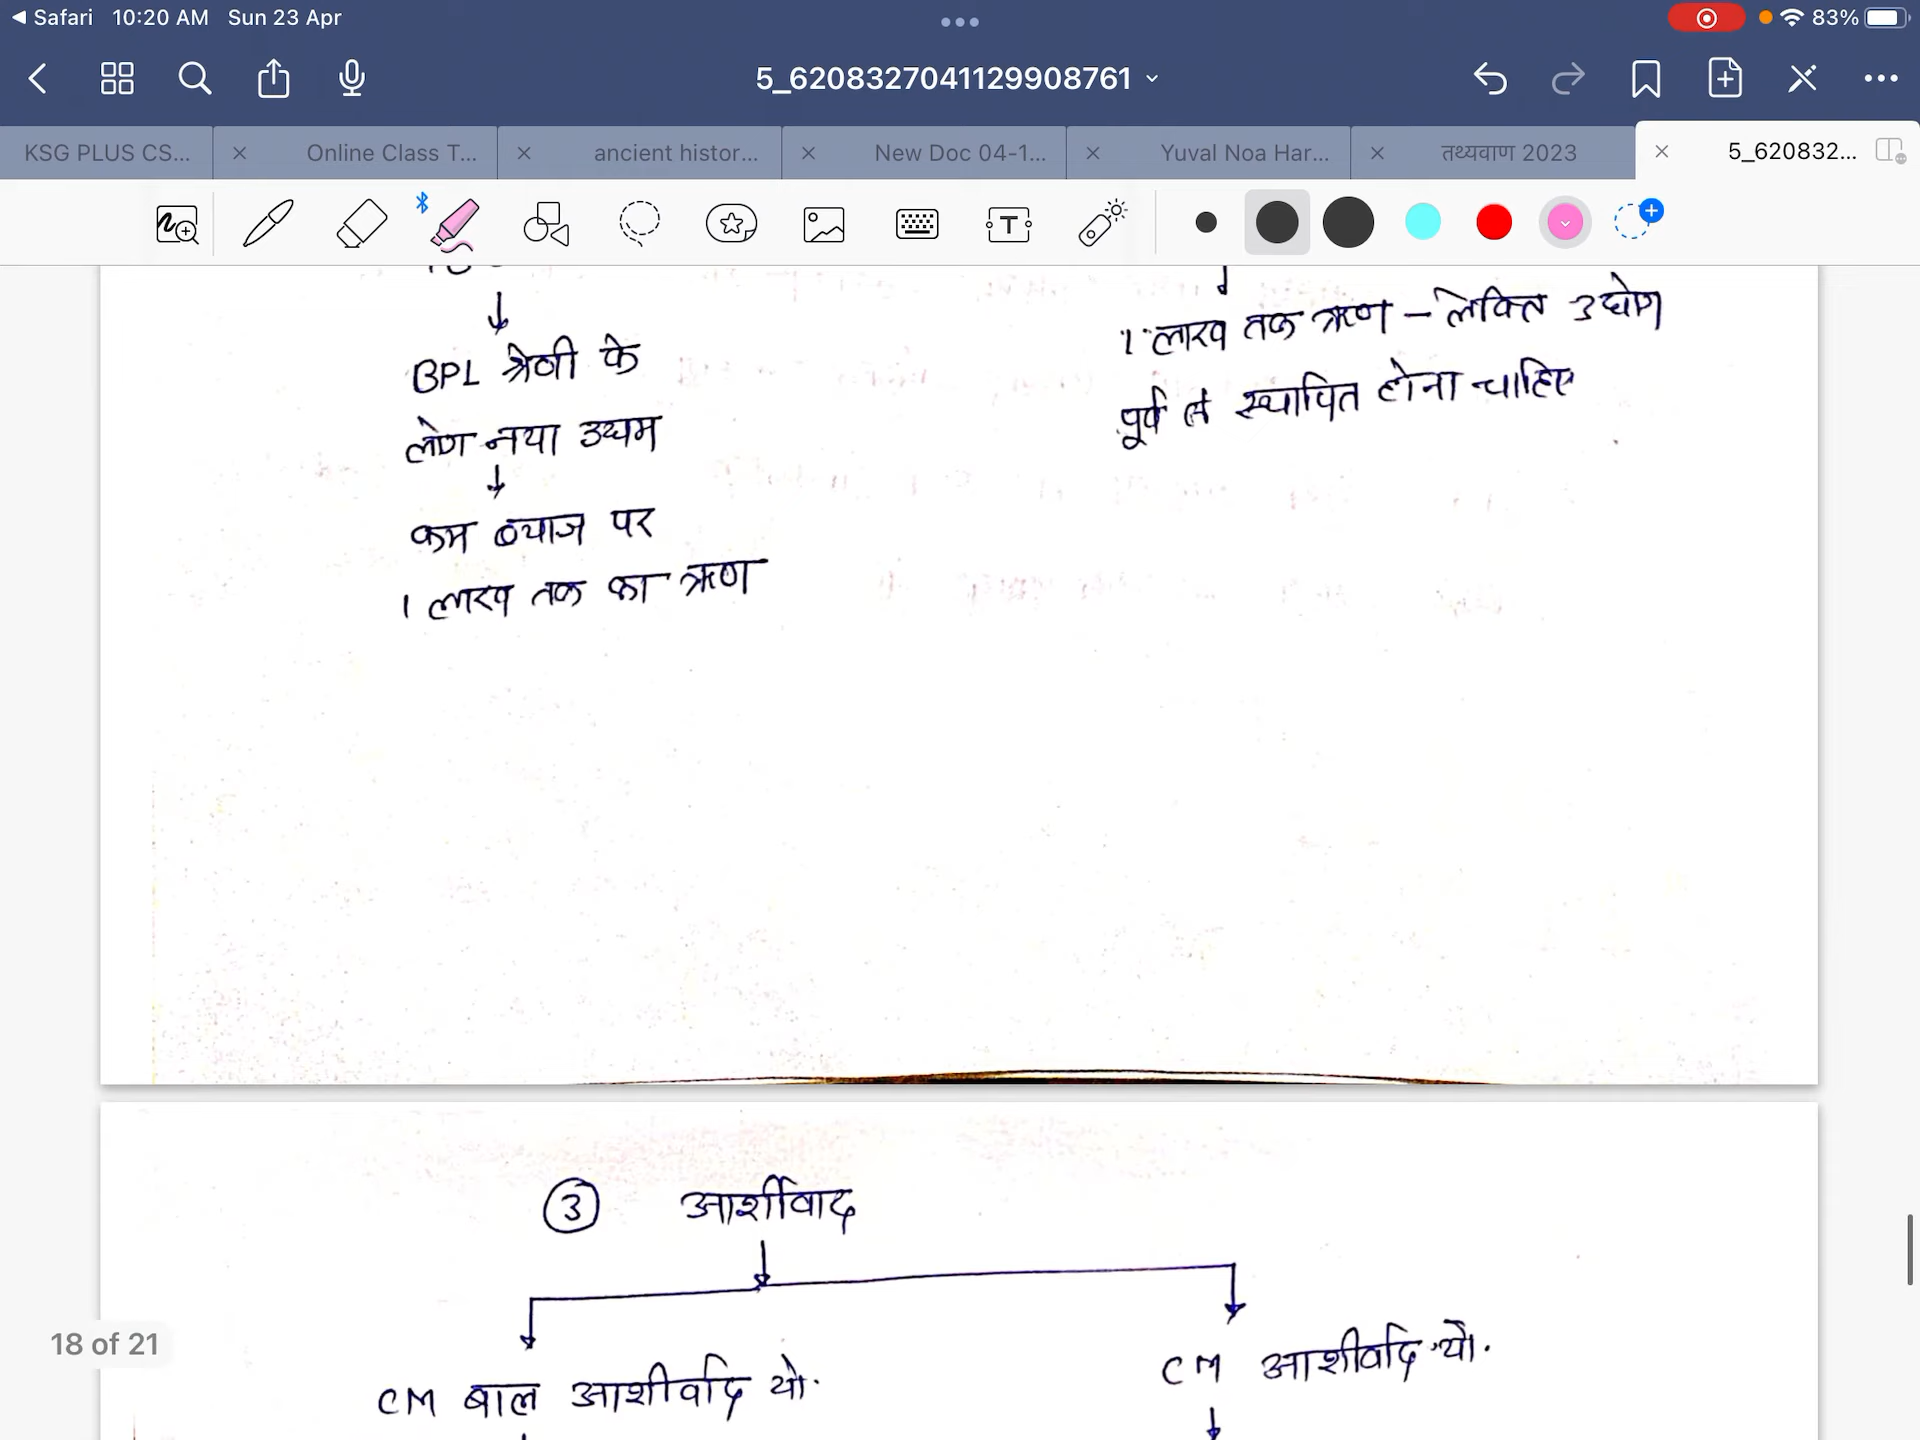 Safari 10:20 AM Sun 23 Apr
83%
5_6208327041129908761
KSG PLUS CS...
Online Class T...
ancient histor...
New Doc 04-1...
Yuval Noa Har...
तथ्यवाण 2023
5_620832...
BPL श्रेणी के
लोग नया उद्यम
कम ब्याज पर
1 लाख तक का ऋण
1 लाख तक ऋण – लेकिन उद्योग
पूर्व से स्थापित होना चाहिए
3 आर्शीवाद
CM बाल आशीर्वाद यो.
CM आशीर्वाद यो.
18 of 21